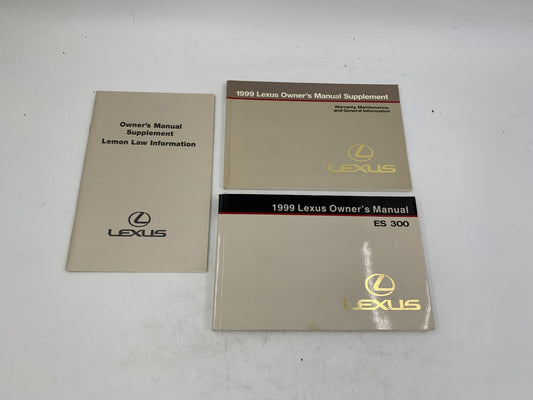 Owner's Manual
Supplement
Lemon Law Information
LEXUS
1999 Lexus Owner's Manual Supplement
Warranty, Maintenance,
and General Information
LEXUS
1999 Lexus Owner's Manual
ES 300
LEXUS